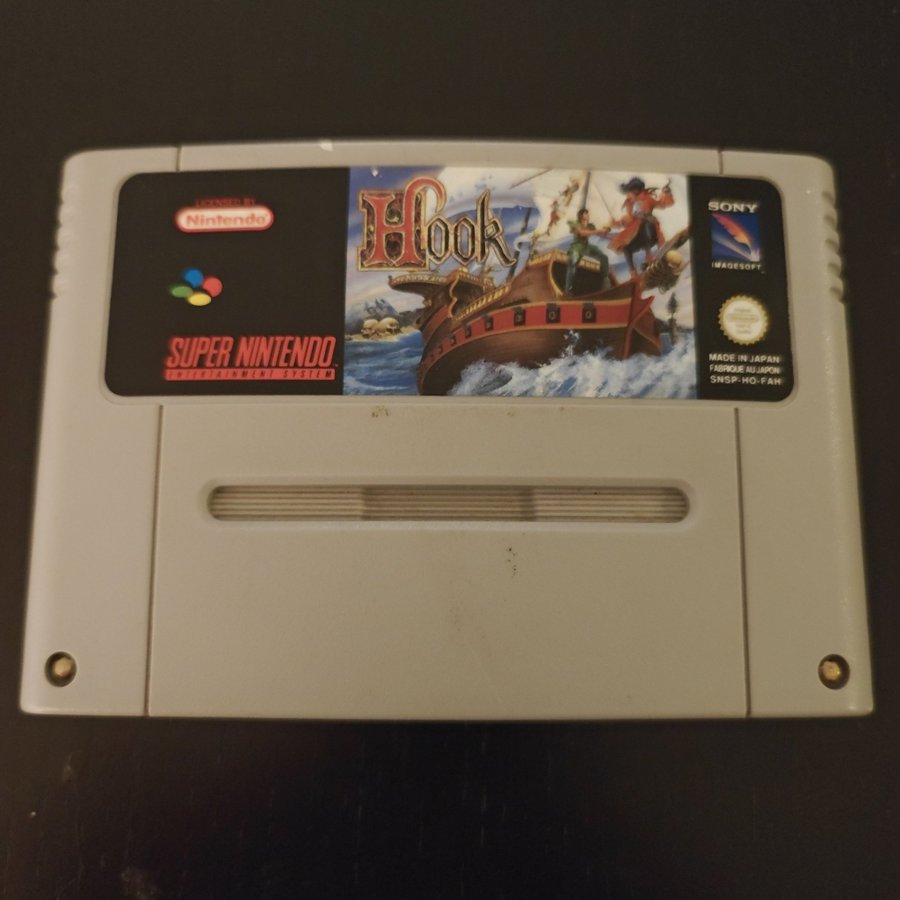 LICENSED BY
Nintendo
SUPER NINTENDO
ENTERTAINMENT SYSTEM
Hook
SONY
IMAGESOFT
MADE IN JAPAN
FABRIQUE AU JAPON
SNSP-HO-FAH